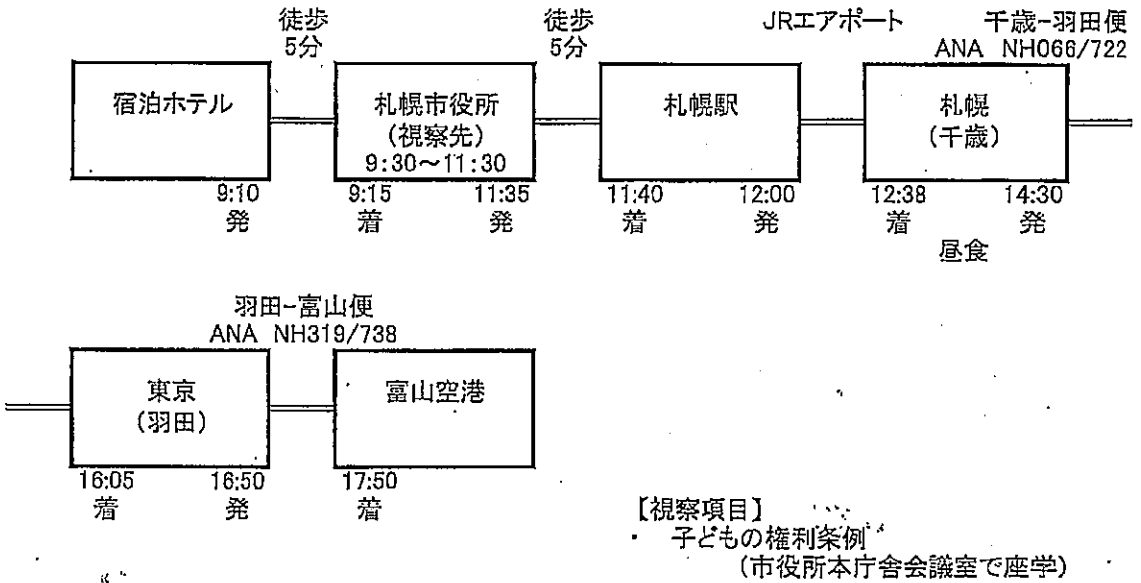 徒歩
5分
徒歩
5分
JRエアポート
千歳-羽田便
ANA NH066/722
宿泊ホテル
札幌市役所
(視察先)
9:30～11:30
札幌駅
札幌
(千歳)
9:10
発
9:15
着
11:35
発
11:40
着
12:00
発
12:38
着
14:30
発
昼食
羽田-富山便
ANA NH319/738
東京
(羽田)
富山空港
16:05
着
16:50
発
17:50
着
【視察項目】
・ 子どもの権利条例
(市役所本庁舎会議室で座学)